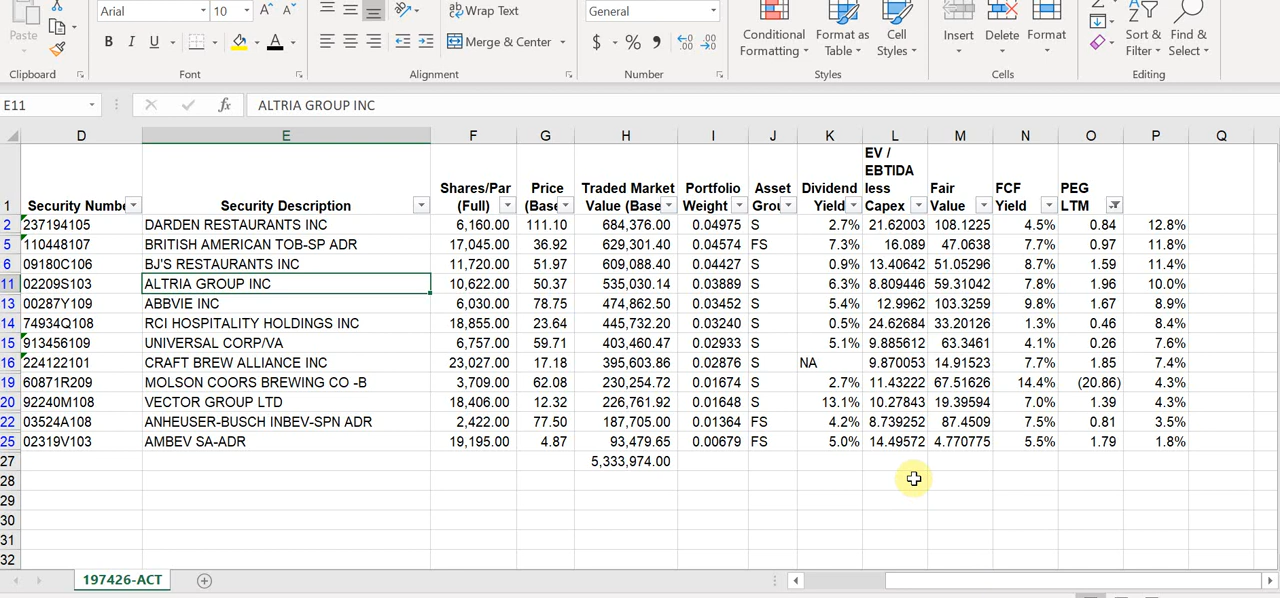 Arial 10 A A Wrap Text General
Paste B I U A Merge & Center $ % 9 Conditional Formatting Format as Table Cell Styles Insert Delete Format Sort & Filter Find & Select
Clipboard Font Alignment Number Styles Cells Editing
E11 fx ALTRIA GROUP INC
D E F G H I J K L M N O P Q
1 Security Numbe Security Description Shares/Par (Full) Price (Base Traded Market Value (Base Portfolio Weight Asset Grou Dividend Yield EV / EBTIDA less Capex Fair Value FCF Yield PEG LTM
2 237194105 DARDEN RESTAURANTS INC 6,160.00 111.10 684,376.00 0.04975 S 2.7% 21.62003 108.1225 4.5% 0.84 12.8%
5 110448107 BRITISH AMERICAN TOB-SP ADR 17,045.00 36.92 629,301.40 0.04574 FS 7.3% 16.089 47.0638 7.7% 0.97 11.8%
6 09180C106 BJ'S RESTAURANTS INC 11,720.00 51.97 609,088.40 0.04427 S 0.9% 13.40642 51.05296 8.7% 1.59 11.4%
11 02209S103 ALTRIA GROUP INC 10,622.00 50.37 535,030.14 0.03889 S 6.3% 8.809446 59.31042 7.8% 1.96 10.0%
13 00287Y109 ABBVIE INC 6,030.00 78.75 474,862.50 0.03452 S 5.4% 12.9962 103.3259 9.8% 1.67 8.9%
14 74934Q108 RCI HOSPITALITY HOLDINGS INC 18,855.00 23.64 445,732.20 0.03240 S 0.5% 24.62684 33.20126 1.3% 0.46 8.4%
15 913456109 UNIVERSAL CORP/VA 6,757.00 59.71 403,460.47 0.02933 S 5.1% 9.885612 63.3461 4.1% 0.26 7.6%
16 224122101 CRAFT BREW ALLIANCE INC 23,027.00 17.18 395,603.86 0.02876 S NA 9.870053 14.91523 7.7% 1.85 7.4%
19 60871R209 MOLSON COORS BREWING CO -B 3,709.00 62.08 230,254.72 0.01674 S 2.7% 11.43222 67.51626 14.4% (20.86) 4.3%
20 92240M108 VECTOR GROUP LTD 18,406.00 12.32 226,761.92 0.01648 S 13.1% 10.27843 19.39594 7.0% 1.39 4.3%
22 03524A108 ANHEUSER-BUSCH INBEV-SPN ADR 2,422.00 77.50 187,705.00 0.01364 FS 4.2% 8.739252 87.4509 7.5% 0.81 3.5%
25 02319V103 AMBEV SA-ADR 19,195.00 4.87 93,479.65 0.00679 FS 5.0% 14.49572 4.770775 5.5% 1.79 1.8%
27 5,333,974.00
28
29
30
31
32
197426-ACT